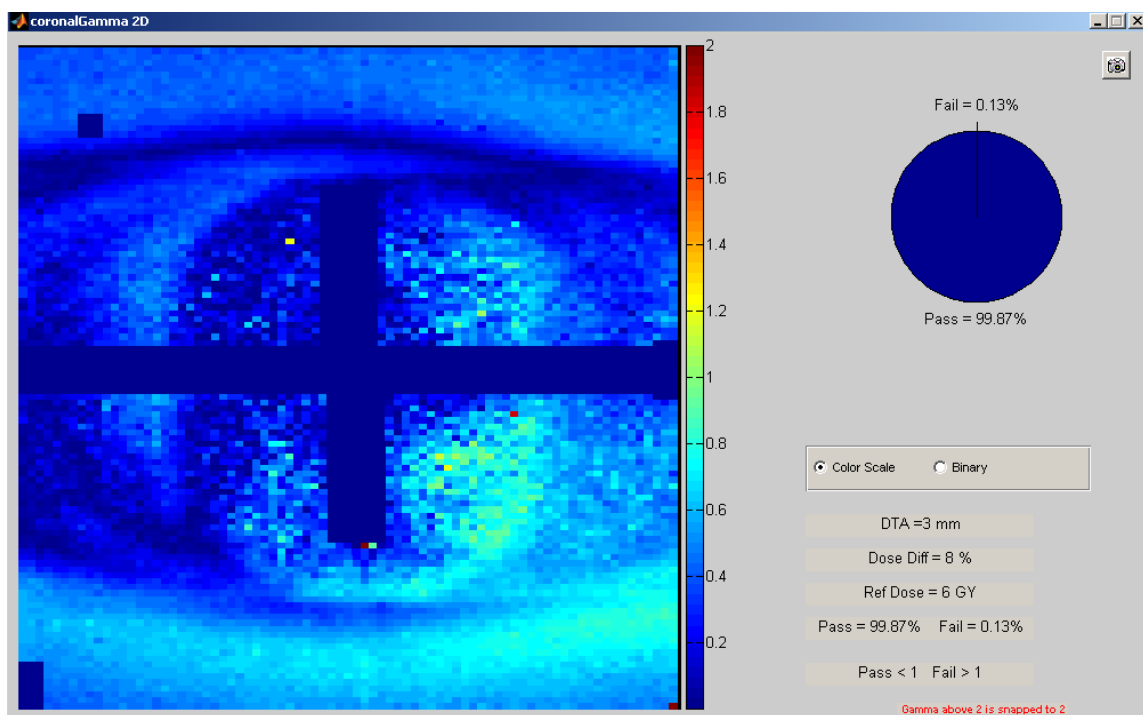 coronalGamma 2D
2
1.8
1.6
1.4
1.2
1
0.8
0.6
0.4
0.2
Fail = 0.13%
Pass = 99.87%
Color Scale Binary
DTA =3 mm
Dose Diff = 8 %
Ref Dose = 6 GY
Pass = 99.87% Fail = 0.13%
Pass < 1 Fail > 1
Gamma above 2 is snapped to 2